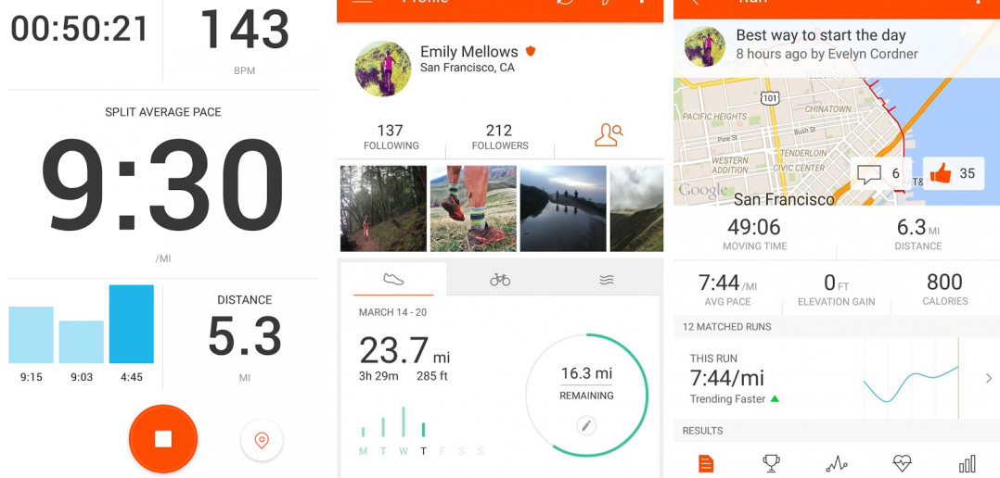 00:50:21
143
BPM
SPLIT AVERAGE PACE
9:30
/MI
9:15
9:03
4:45
DISTANCE
5.3
MI
Profile
Emily Mellows
San Francisco, CA
137
FOLLOWING
212
FOLLOWERS
MARCH 14 - 20
23.7 mi
3h 29m 285 ft
16.3 mi
REMAINING
M T W T F S S
Run
Best way to start the day
8 hours ago by Evelyn Cordner
101
CHINATOWN
PACIFIC HEIGHTS
Bush St
Pine St
TENDERLOIN
WESTERN
ADDITION
CIVIC CENTER
6
35
T&
Google
San Francisco
49:06
MOVING TIME
6.3 MI
DISTANCE
7:44 /MI
AVG PACE
0 FT
ELEVATION GAIN
800
CALORIES
12 MATCHED RUNS
THIS RUN
7:44/mi
Trending Faster
RESULTS